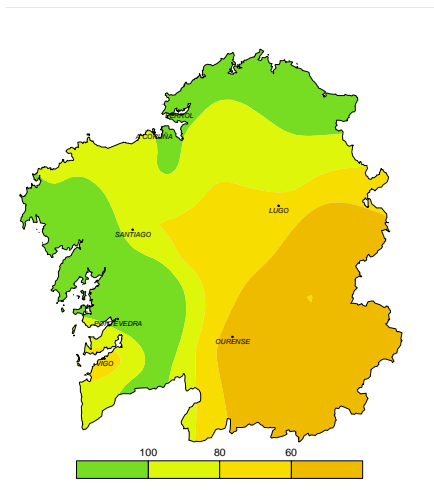 FERROL
A CORUÑA
LUGO
SANTIAGO
PONTEVEDRA
OURENSE
VIGO
100 80 60